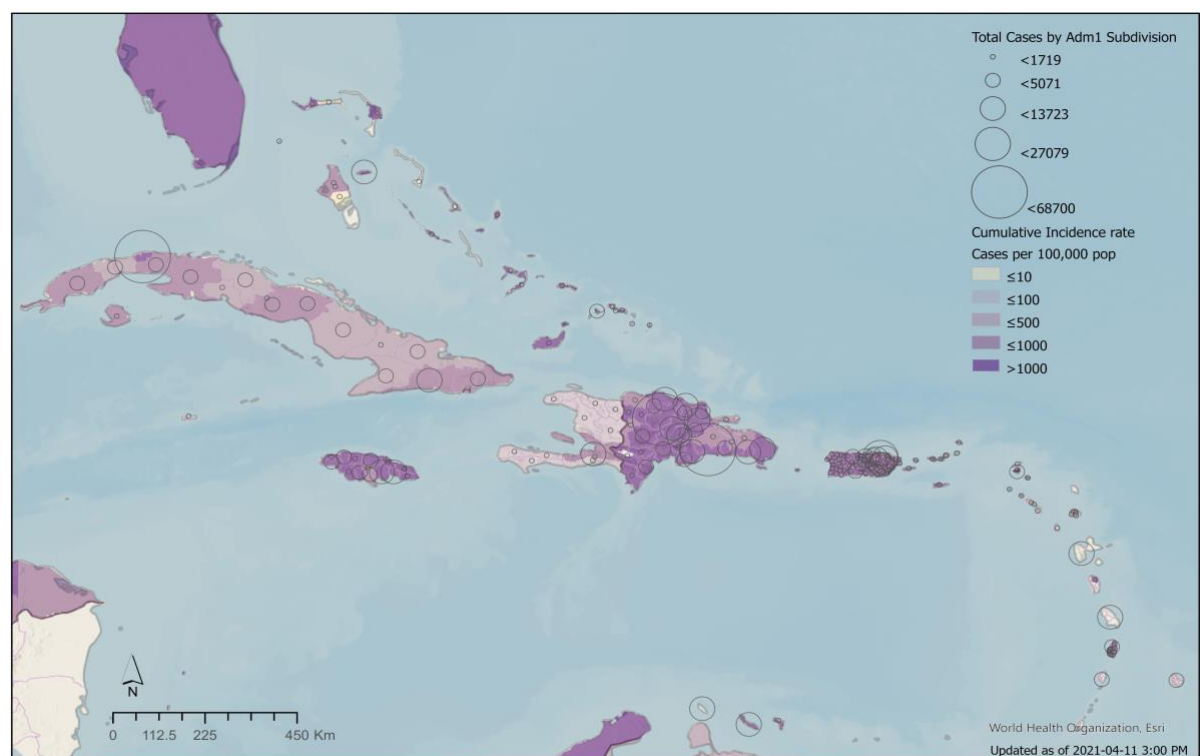 Total Cases by Adm1 Subdivision
<1719
<5071
<13723
<27079
<68700
Cumulative Incidence rate
Cases per 100,000 pop
≤10
≤100
≤500
≤1000
>1000
N
0 112.5 225 450 Km
World Health Organization, Esri
Updated as of 2021-04-11 3:00 PM